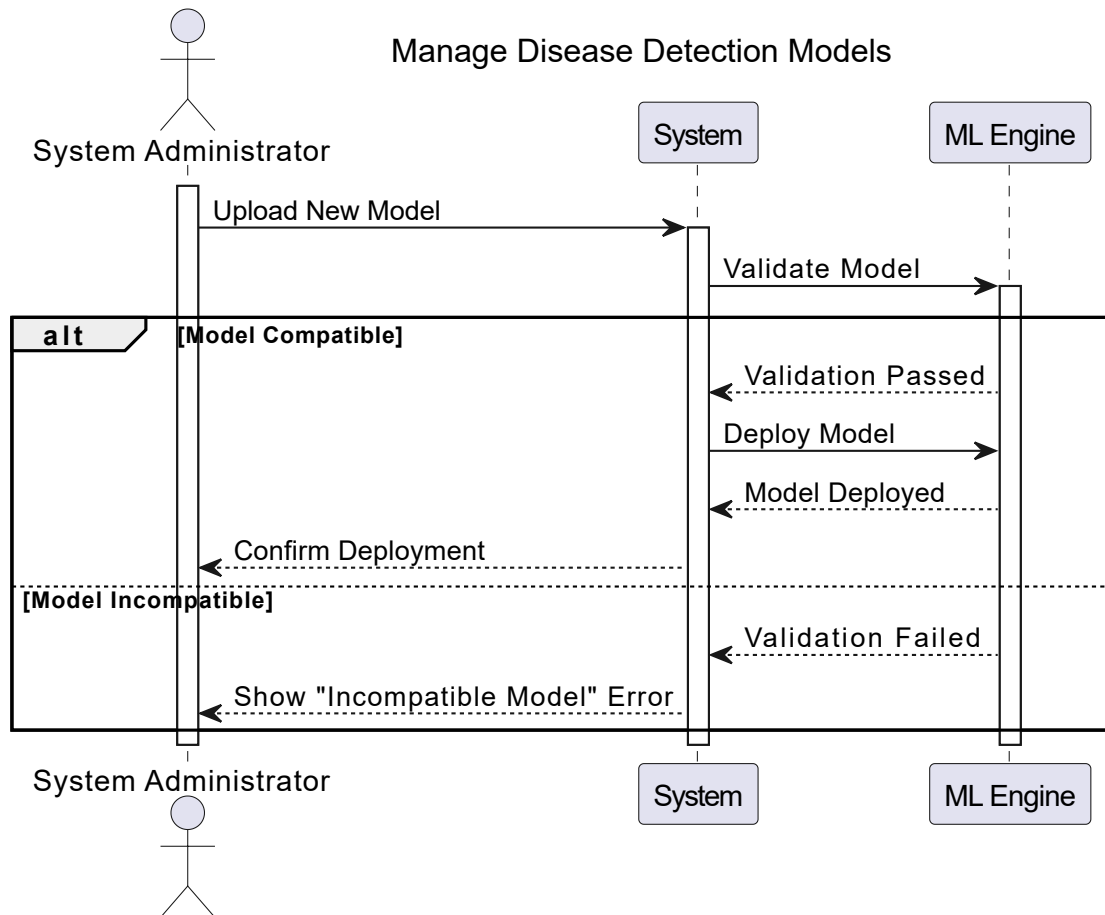 Manage Disease Detection Models
System Administrator
System
ML Engine
Upload New Model
Validate Model
alt
[Model Compatible]
Validation Passed
Deploy Model
Model Deployed
Confirm Deployment
[Model Incompatible]
Validation Failed
Show "Incompatible Model" Error
System Administrator
System
ML Engine